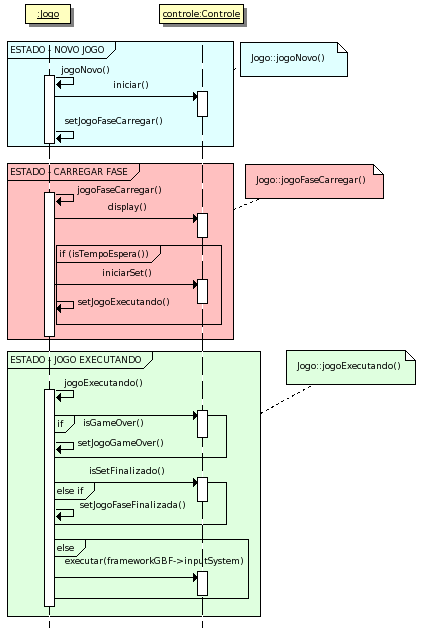 :Jogo
controle:Controle
ESTADO - NOVO JOGO
Jogo::jogoNovo()
jogoNovo()
iniciar()
setJogoFaseCarregar()
ESTADO - CARREGAR FASE
Jogo::jogoFaseCarregar()
jogoFaseCarregar()
display()
if (isTempoEspera())
iniciarSet()
setJogoExecutando()
ESTADO - JOGO EXECUTANDO
Jogo::jogoExecutando()
jogoExecutando()
if isGameOver()
setJogoGameOver()
isSetFinalizado()
else if
setJogoFaseFinalizada()
else
executar(frameworkGBF->inputSystem)